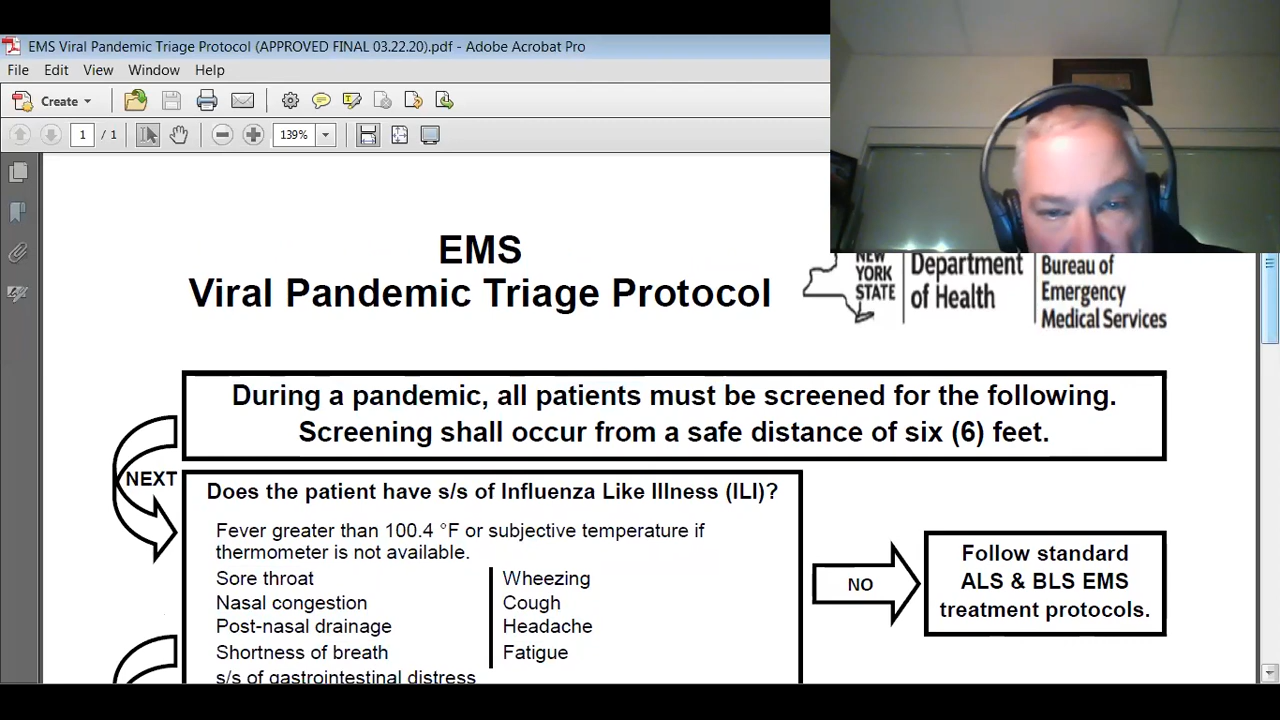 EMS Viral Pandemic Triage Protocol (APPROVED FINAL 03.22.20).pdf - Adobe Acrobat Pro
File Edit View Window Help
Create
1 / 1 139%
EMS
Viral Pandemic Triage Protocol
NEW
YORK
STATE
Department
of Health
Bureau of
Emergency
Medical Services
During a pandemic, all patients must be screened for the following.
Screening shall occur from a safe distance of six (6) feet.
NEXT
Does the patient have s/s of Influenza Like Illness (ILI)?
Fever greater than 100.4 °F or subjective temperature if
thermometer is not available.
Sore throat
Nasal congestion
Post-nasal drainage
Shortness of breath
s/s of gastrointestinal distress
Wheezing
Cough
Headache
Fatigue
NO
Follow standard
ALS & BLS EMS
treatment protocols.